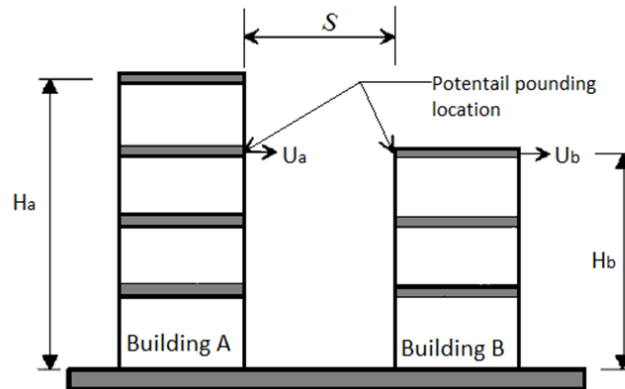 S
Potentail pounding
location
Ua
Ub
Ha
Hb
Building A
Building B